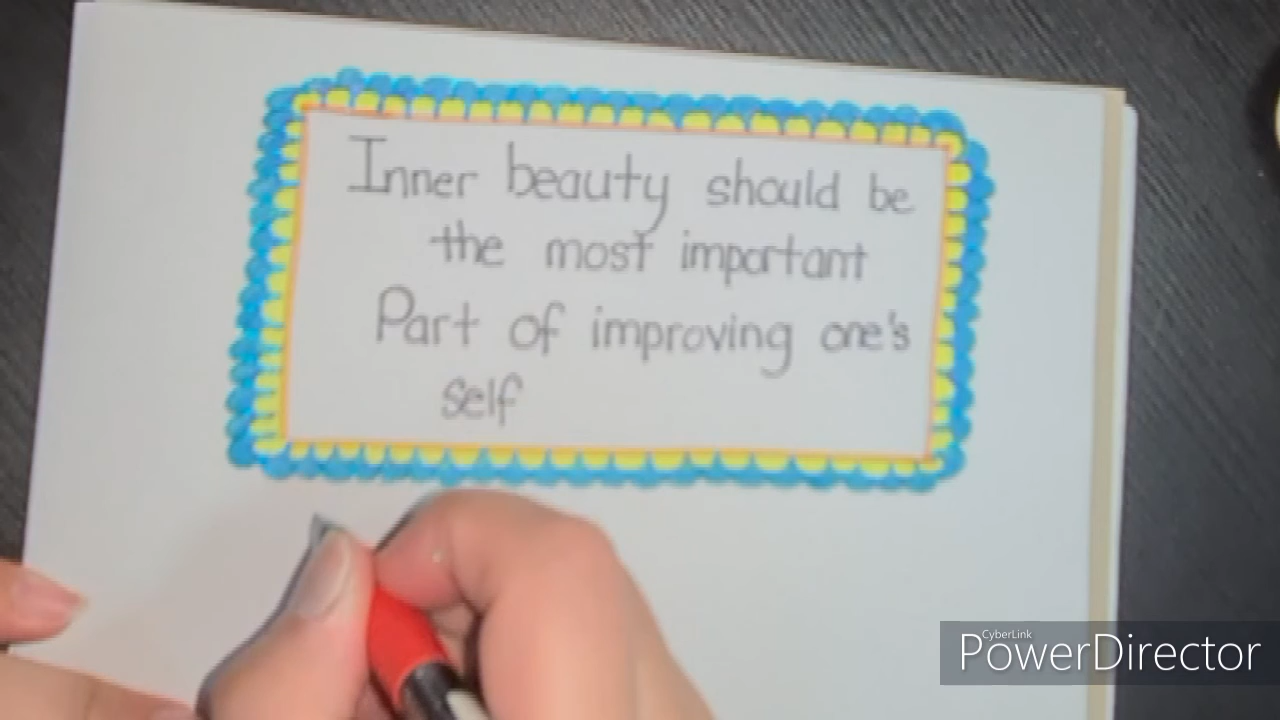 Inner beauty should be
the most important
Part of improving one's
self
CyberLink
PowerDirector